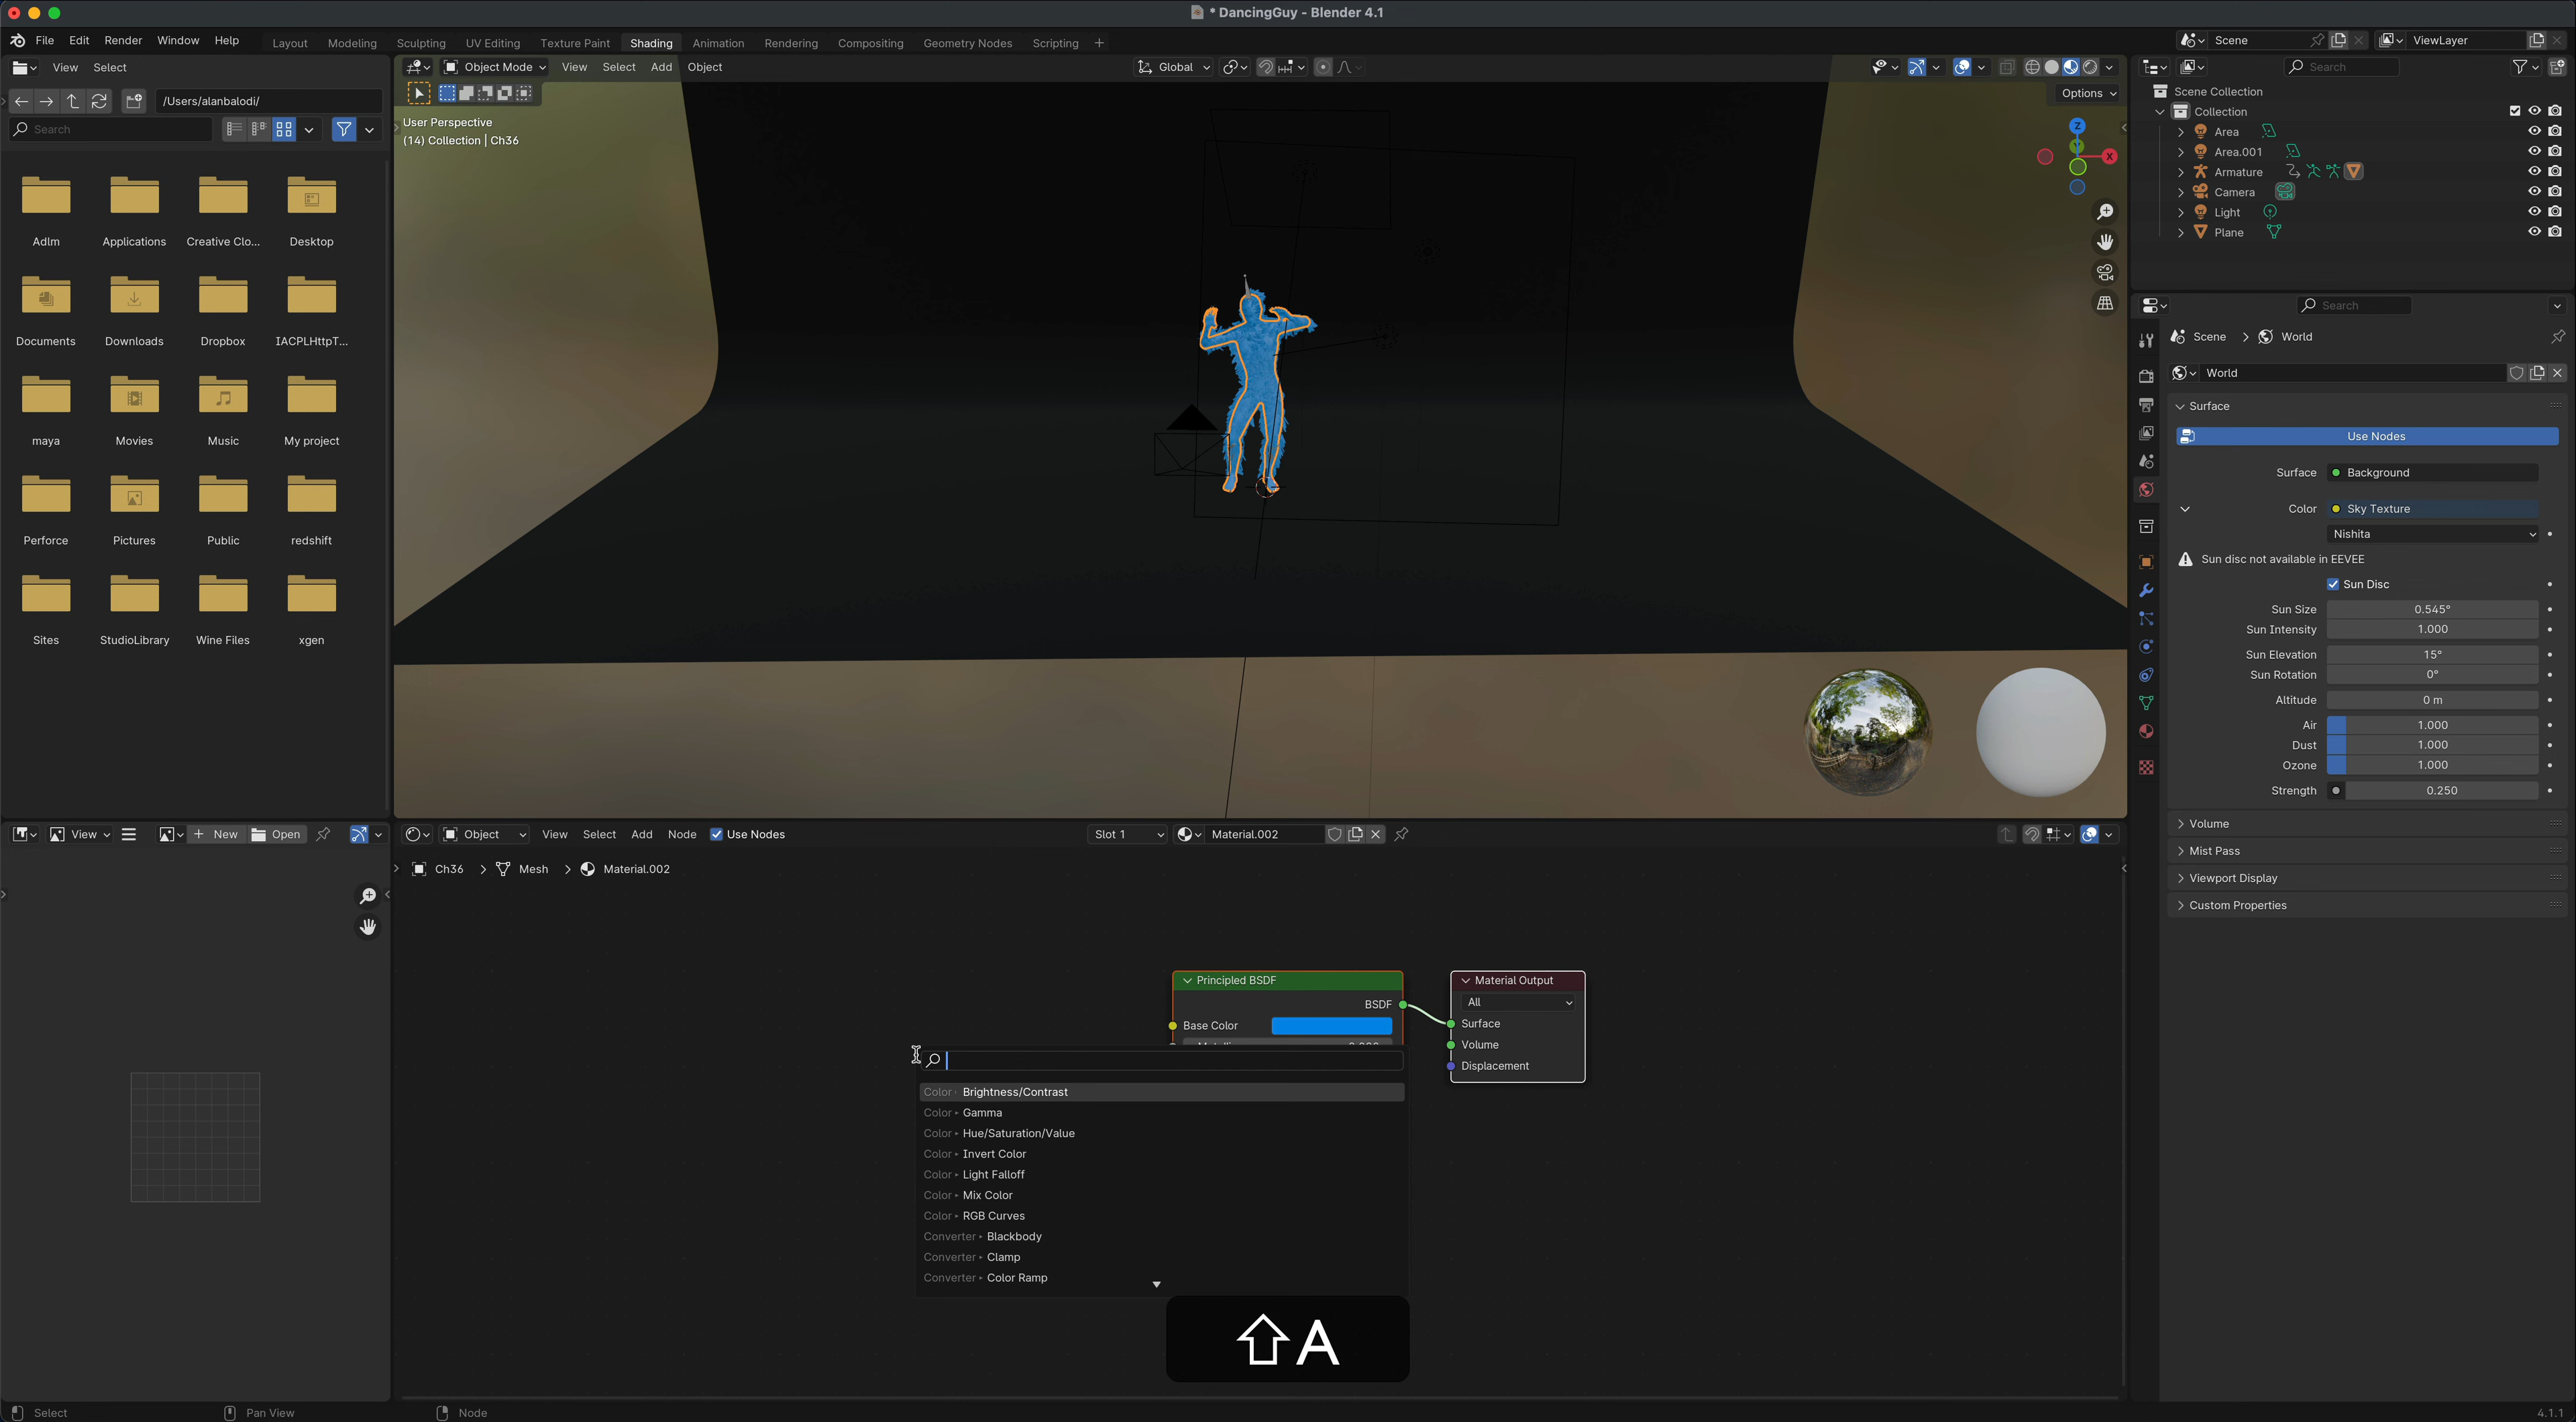 * DancingGuy - Blender 4.1
File Edit Render Window Help
Layout Modeling Sculpting UV Editing Texture Paint Shading Animation Rendering Compositing Geometry Nodes Scripting +
Scene
ViewLayer
View Select
/Users/alanbalodi/
Search
Adlm Applications Creative Clo... Desktop
Documents Downloads Dropbox IACPLHttpT...
maya Movies Music My project
Perforce Pictures Public redshift
Sites StudioLibrary Wine Files xgen
Object Mode View Select Add Object
Global
Options
User Perspective
(14) Collection | Ch36
Z
Y
X
Search
Scene Collection
Collection
Area
Area.001
Armature
Camera
Light
Plane
Search
Scene > World
World
Surface
Use Nodes
Surface Background
Color Sky Texture
Nishita
Sun disc not available in EEVEE
Sun Disc
Sun Size 0.545°
Sun Intensity 1.000
Sun Elevation 15°
Sun Rotation 0°
Altitude 0 m
Air 1.000
Dust 1.000
Ozone 1.000
Strength 0.250
Volume
Mist Pass
Viewport Display
Custom Properties
View New Open
Object View Select Add Node Use Nodes
Slot 1
Material.002
Ch36 > Mesh > Material.002
Principled BSDF
BSDF
Base Color
Material Output
All
Surface
Volume
Displacement
Color Brightness/Contrast
Color Gamma
Color Hue/Saturation/Value
Color Invert Color
Color Light Falloff
Color Mix Color
Color RGB Curves
Converter Blackbody
Converter Clamp
Converter Color Ramp
⇧A
Select
Pan View
Node
4.1.1